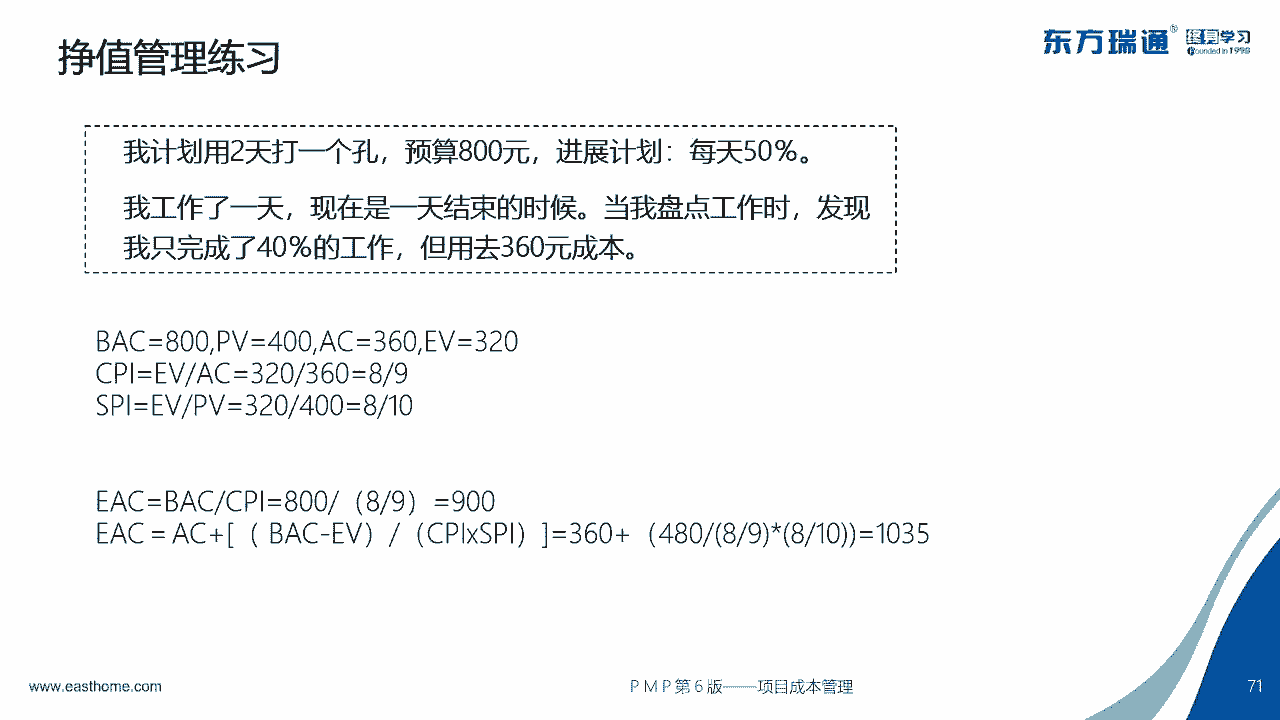 挣值管理练习
东方瑞通® 终身学习
Founded in 1998
我计划用2天打一个孔，预算800元，进展计划：每天50%。
我工作了一天，现在是一天结束的时候。当我盘点工作时，发现
我只完成了40%的工作，但用去360元成本。
BAC=800,PV=400,AC=360,EV=320
CPI=EV/AC=320/360=8/9
SPI=EV/PV=320/400=8/10
EAC=BAC/CPI=800/（8/9）=900
EAC = AC+[（ BAC-EV）/（CPIxSPI）]=360+（480/(8/9)*(8/10))=1035
www.easthome.com
PMP第6版——项目成本管理
71